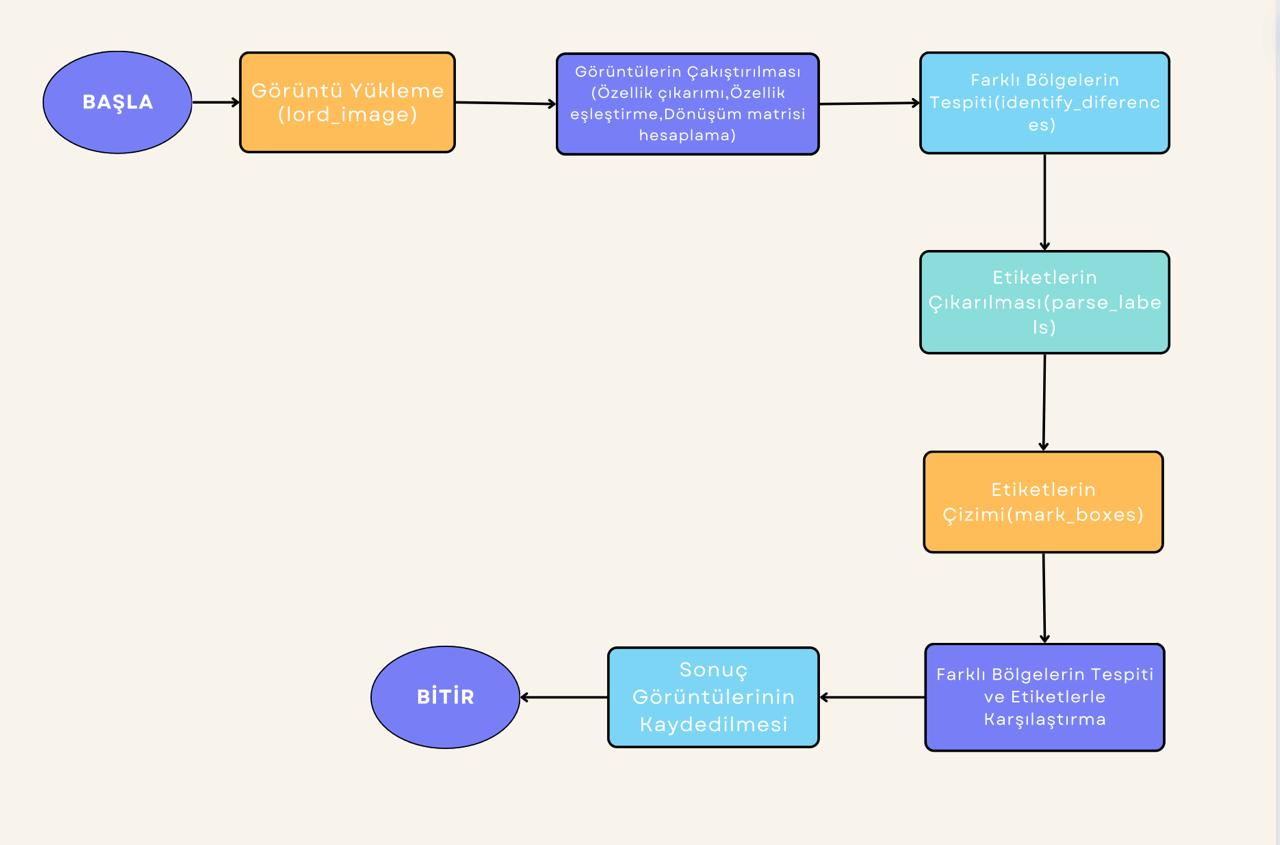 BAŞLA
Görüntü Yükleme
(lord_image)
Görüntülerin Çakıştırılması
(Özellik çıkarımı,Özellik
eşleştirme,Dönüşüm matrisi
hesaplama)
Farklı Bölgelerin
Tespiti(identify_diferenc
es)
Etiketlerin
Çıkarılması(parse_labe
ls)
Etiketlerin
Çizimi(mark_boxes)
Farklı Bölgelerin Tespiti
ve Etiketlerle
Karşılaştırma
Sonuç
Görüntülerinin
Kaydedilmesi
BİTİR